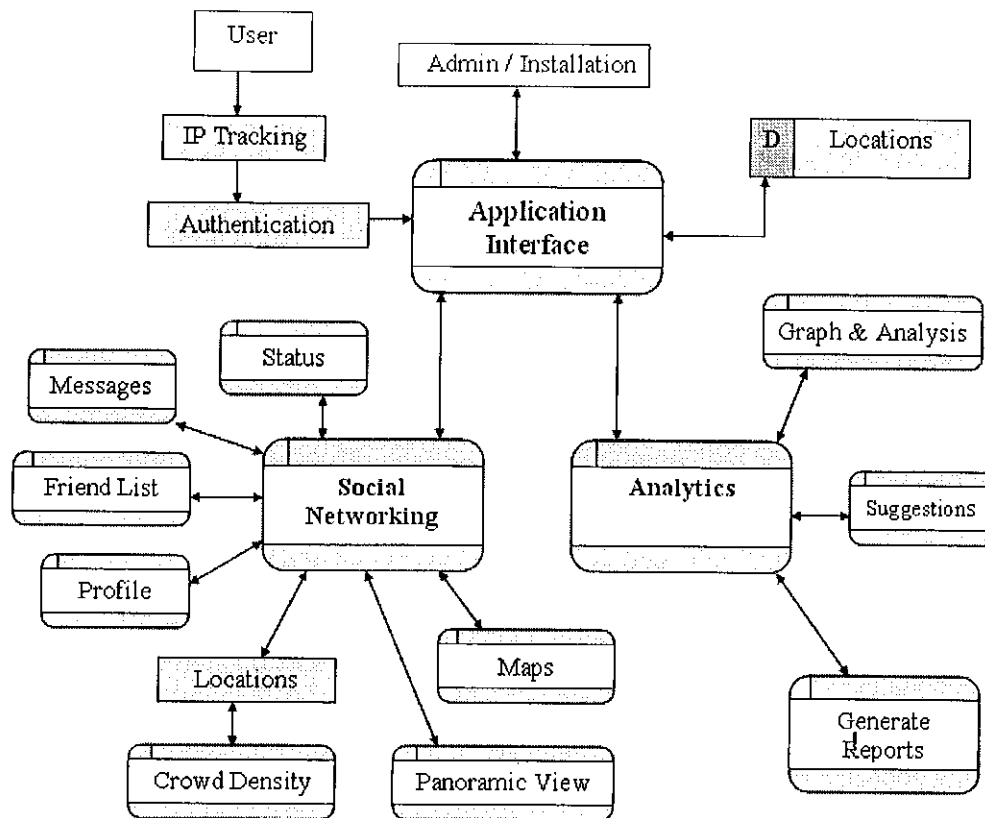 User
Admin / Installation
IP Tracking
D Locations
Authentication
Application
Interface
Graph & Analysis
Status
Messages
Friend List
Social
Networking
Analytics
Suggestions
Profile
Locations
Maps
Generate
Reports
Crowd Density
Panoramic View